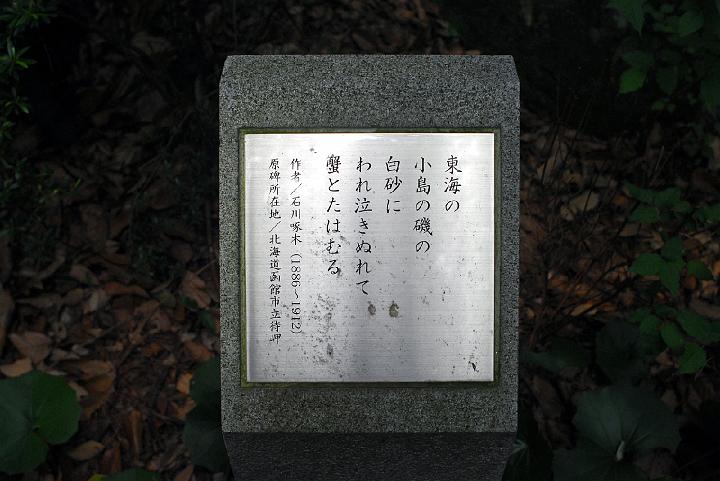 東海の
小島の磯の
白砂に
われ泣きぬれて
蟹とたはむる
作者／石川啄木（1886～1912）
原碑所在地／北海道函館市立待岬